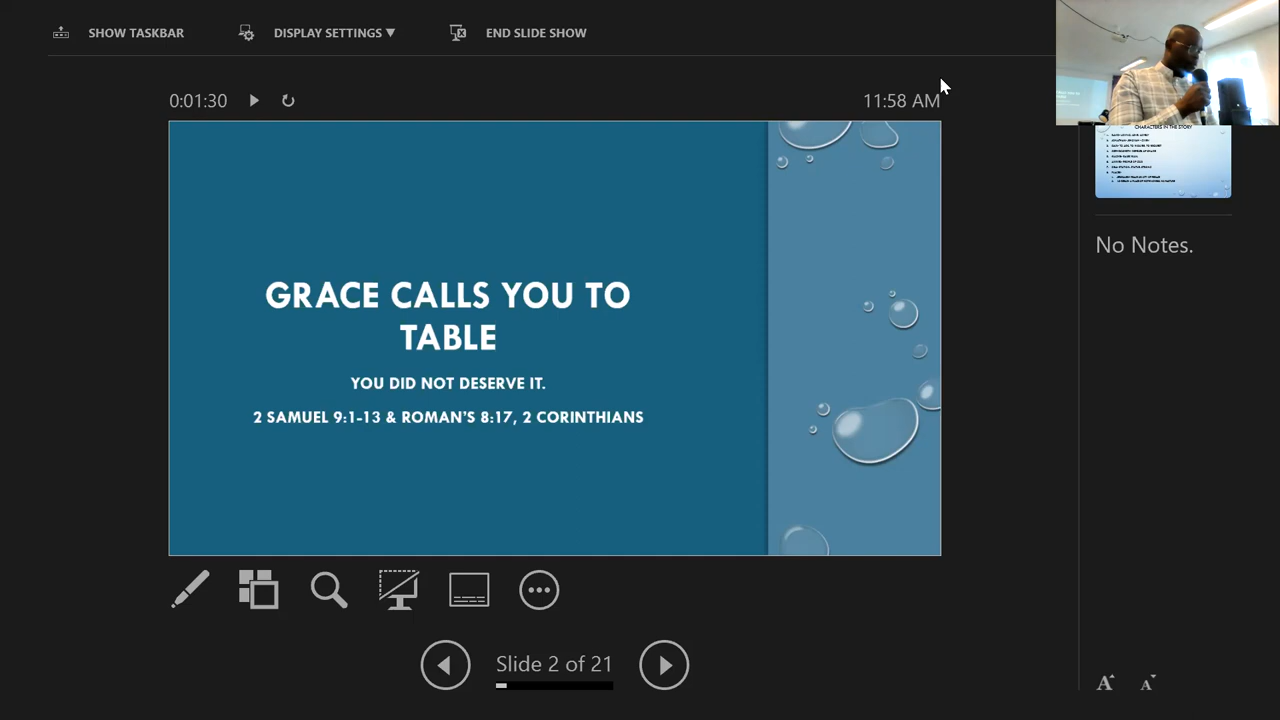 SHOW TASKBAR
DISPLAY SETTINGS ▼
END SLIDE SHOW
0:01:30
11:58 AM
GRACE CALLS YOU TO
TABLE
YOU DID NOT DESERVE IT.
2 SAMUEL 9:1-13 & ROMAN'S 8:17, 2 CORINTHIANS
CHARACTERS IN THE STORY
No Notes.
Slide 2 of 21
A A